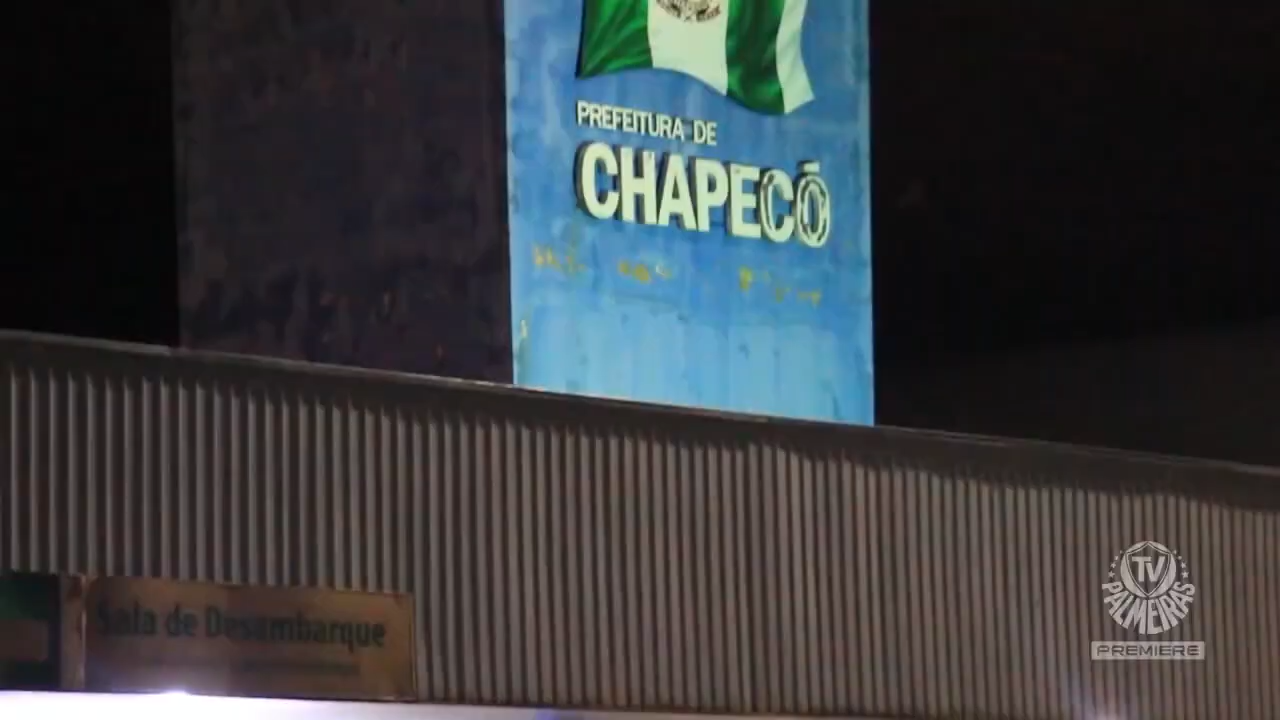 PREFEITURA DE
CHAPECÓ
Sala de Desembarque
TV
PALMEIRAS
PREMIERE